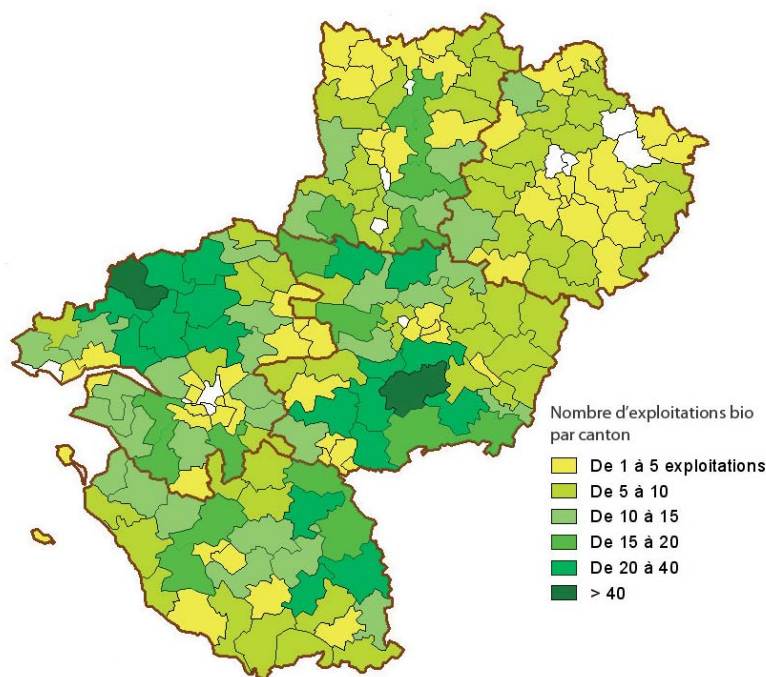 Nombre d'exploitations bio
par canton
De 1 à 5 exploitations
De 5 à 10
De 10 à 15
De 15 à 20
De 20 à 40
> 40